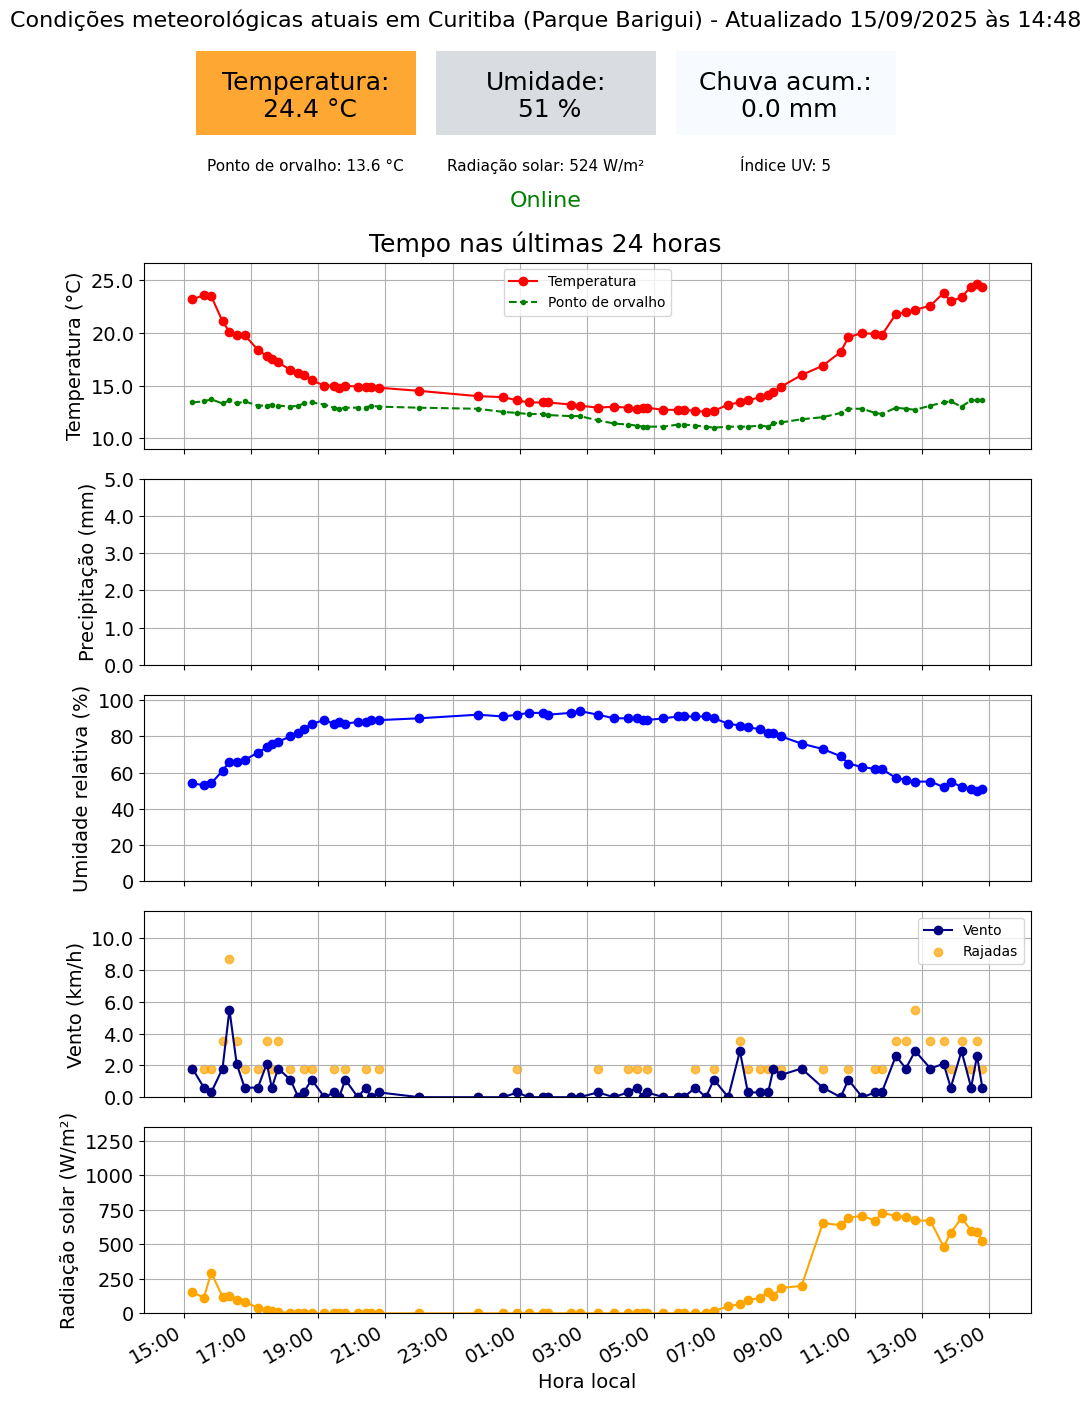 Condições meteorológicas atuais em Curitiba (Parque Barigui) - Atualizado 15/09/2025 às 14:48
Temperatura:
24.4 °C
Umidade:
51 %
Chuva acum.:
0.0 mm
Ponto de orvalho: 13.6 °C
Radiação solar: 524 W/m²
Índice UV: 5
Online
Tempo nas últimas 24 horas
Temperatura (°C)
25.0
20.0
15.0
10.0
Temperatura
Ponto de orvalho
Precipitação (mm)
5.0
4.0
3.0
2.0
1.0
0.0
Umidade relativa (%)
100
80
60
40
20
0
Vento (km/h)
10.0
8.0
6.0
4.0
2.0
0.0
Vento
Rajadas
Radiação solar (W/m²)
1250
1000
750
500
250
0
15:00
17:00
19:00
21:00
23:00
01:00
03:00
05:00
07:00
09:00
11:00
13:00
15:00
Hora local